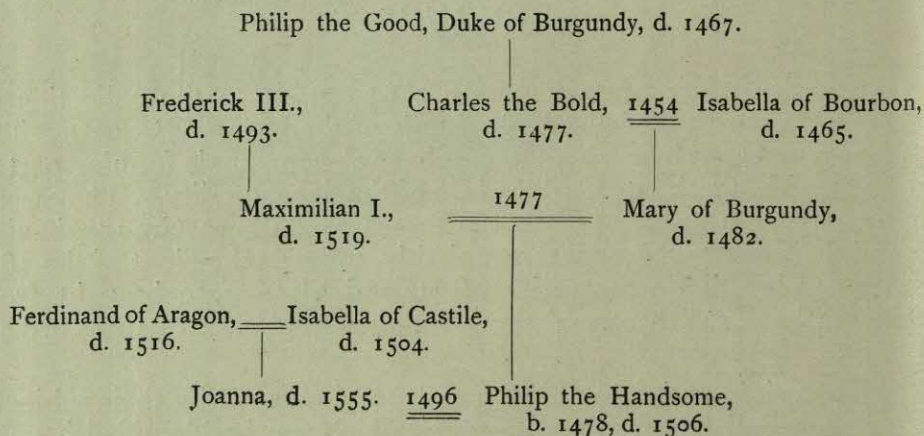 Philip the Good, Duke of Burgundy, d. 1467.
Frederick III., Charles the Bold, 1454 Isabella of Bourbon,
d. 1493. d. 1477. d. 1465.
Maximilian I., 1477 Mary of Burgundy,
d. 1519. d. 1482.
Ferdinand of Aragon, Isabella of Castile,
d. 1516. d. 1504.
Joanna, d. 1555. 1496 Philip the Handsome,
b. 1478, d. 1506.